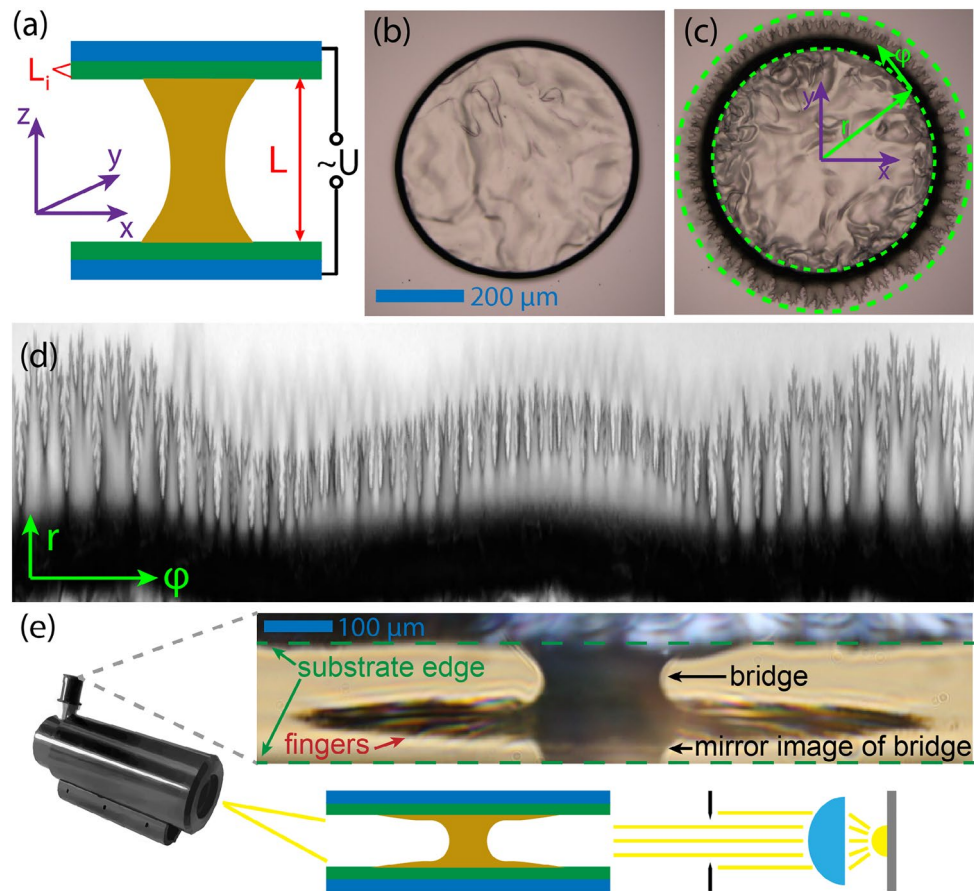 (a)
L_i
z
y
x
L
~U
(b)
200 μm
(c)
φ
y
r
x
(d)
r
φ
(e)
100 μm
substrate edge
bridge
fingers
mirror image of bridge